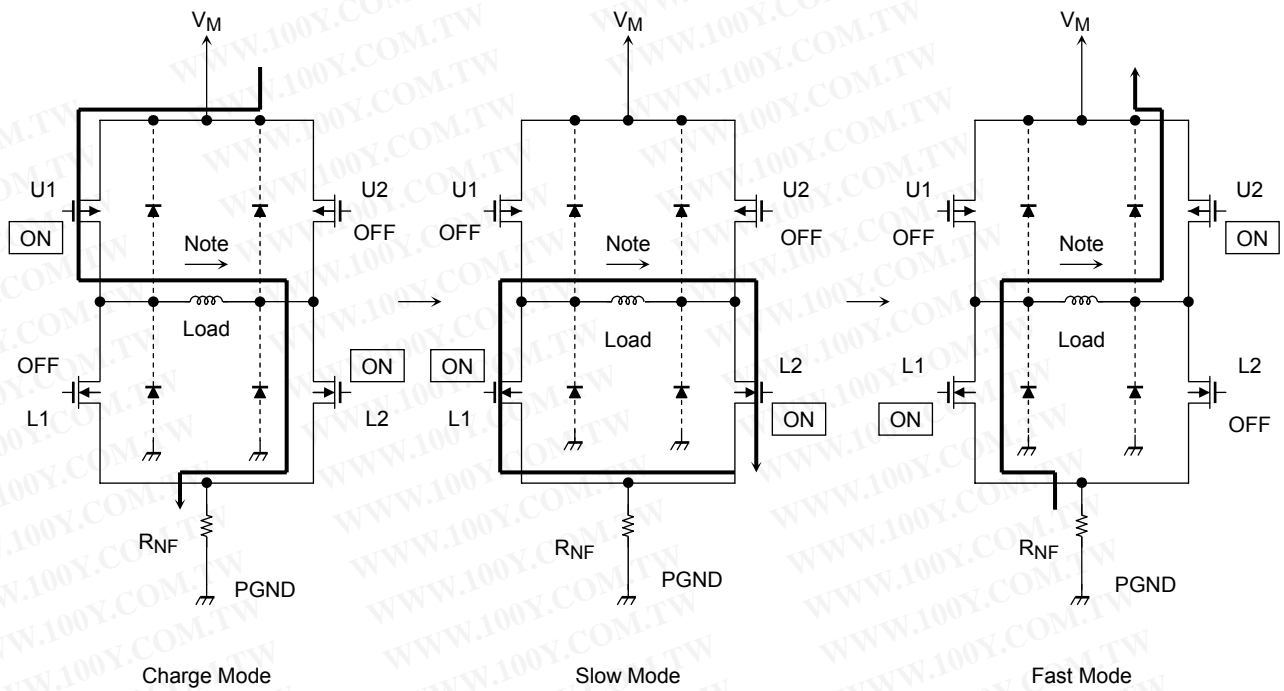 VM
U1
ON
U2
OFF
Note
Load
OFF
L1
ON
L2
RNF
PGND
Charge Mode
VM
U1
OFF
U2
OFF
Note
Load
ON
L1
L2
ON
RNF
PGND
Slow Mode
VM
U1
OFF
U2
ON
Note
Load
L1
ON
L2
OFF
RNF
PGND
Fast Mode
WWW.100Y.COM.TW